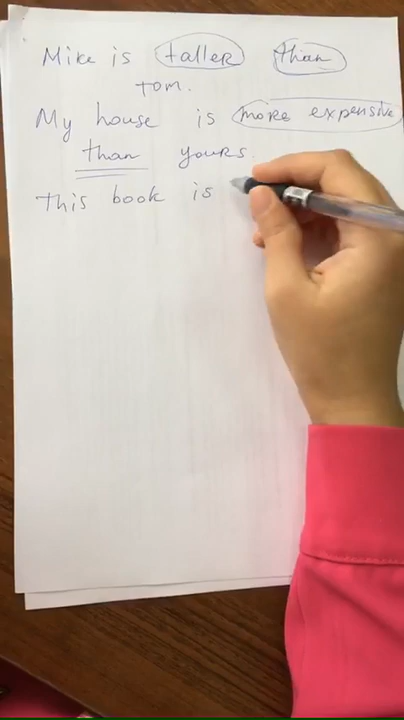 Mike is taller than
Tom.
My house is more expensive
than yours.
This book is